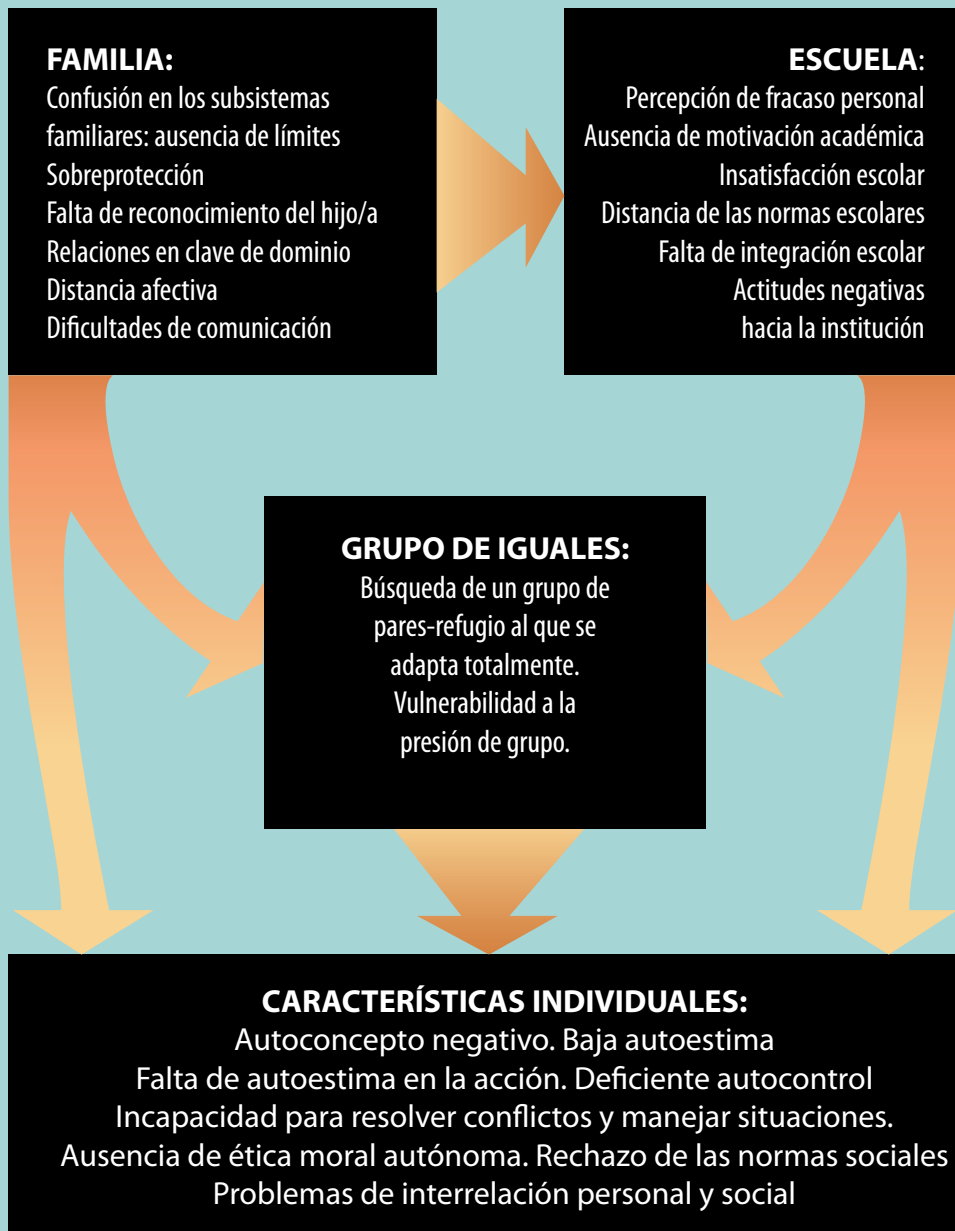 FAMILIA:
Confusión en los subsistemas
familiares: ausencia de límites
Sobreprotección
Falta de reconocimiento del hijo/a
Relaciones en clave de dominio
Distancia afectiva
Dificultades de comunicación
ESCUELA:
Percepción de fracaso personal
Ausencia de motivación académica
Insatisfacción escolar
Distancia de las normas escolares
Falta de integración escolar
Actitudes negativas
hacia la institución
GRUPO DE IGUALES:
Búsqueda de un grupo de
pares-refugio al que se
adapta totalmente.
Vulnerabilidad a la
presión de grupo.
CARACTERÍSTICAS INDIVIDUALES:
Autoconcepto negativo. Baja autoestima
Falta de autoestima en la acción. Deficiente autocontrol
Incapacidad para resolver conflictos y manejar situaciones.
Ausencia de ética moral autónoma. Rechazo de las normas sociales
Problemas de interrelación personal y social